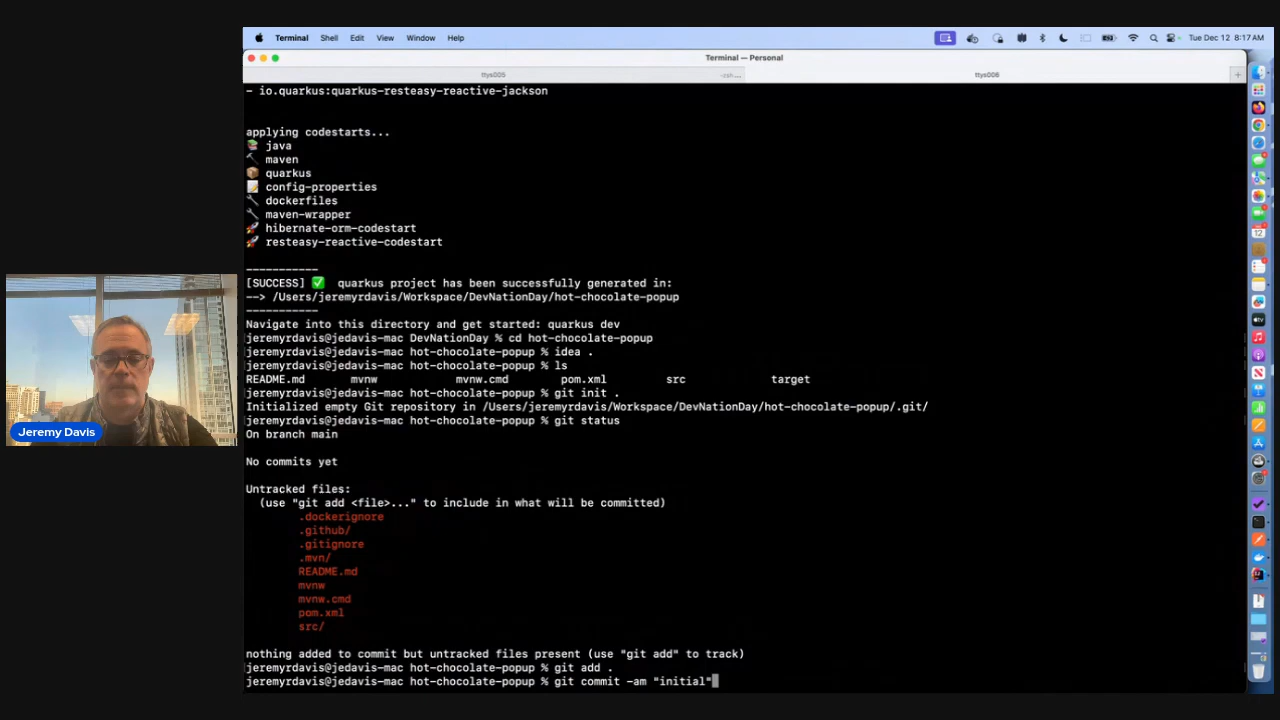 Terminal Shell Edit View Window Help
Tue Dec 12 8:17 AM
Terminal — Personal
ttys005
-zsh...
ttys006
- io.quarkus:quarkus-resteasy-reactive-jackson
applying codestarts...
java
maven
quarkus
config-properties
dockerfiles
maven-wrapper
hibernate-orm-codestart
resteasy-reactive-codestart
-----------
[SUCCESS] ✅ quarkus project has been successfully generated in:
--> /Users/jeremyrdavis/Workspace/DevNationDay/hot-chocolate-popup
-----------
Navigate into this directory and get started: quarkus dev
jeremyrdavis@jedavis-mac DevNationDay % cd hot-chocolate-popup
jeremyrdavis@jedavis-mac hot-chocolate-popup % idea .
jeremyrdavis@jedavis-mac hot-chocolate-popup % ls
README.md mvnw mvnw.cmd pom.xml src target
jeremyrdavis@jedavis-mac hot-chocolate-popup % git init .
Initialized empty Git repository in /Users/jeremyrdavis/Workspace/DevNationDay/hot-chocolate-popup/.git/
jeremyrdavis@jedavis-mac hot-chocolate-popup % git status
On branch main
No commits yet
Untracked files:
(use "git add <file>..." to include in what will be committed)
.dockerignore
.github/
.gitignore
.mvn/
README.md
mvnw
mvnw.cmd
pom.xml
src/
nothing added to commit but untracked files present (use "git add" to track)
jeremyrdavis@jedavis-mac hot-chocolate-popup % git add .
jeremyrdavis@jedavis-mac hot-chocolate-popup % git commit -am "initial"
Jeremy Davis